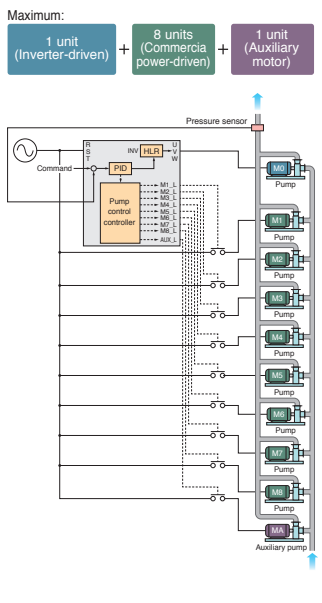 Maximum:
1 unit
(Inverter-driven)
+
8 units
(Commercia
power-driven)
+
1 unit
(Auxiliary
motor)
Pressure sensor
R
S
T
U
V
W
INV
HLR
Command
PID
M0
Pump
Pump
control
controller
M1_L
M2_L
M3_L
M4_L
M5_L
M6_L
M7_L
M8_L
AUX_L
M1
Pump
M2
Pump
M3
Pump
M4
Pump
M5
Pump
M6
Pump
M7
Pump
M8
Pump
MA
Auxiliary pump